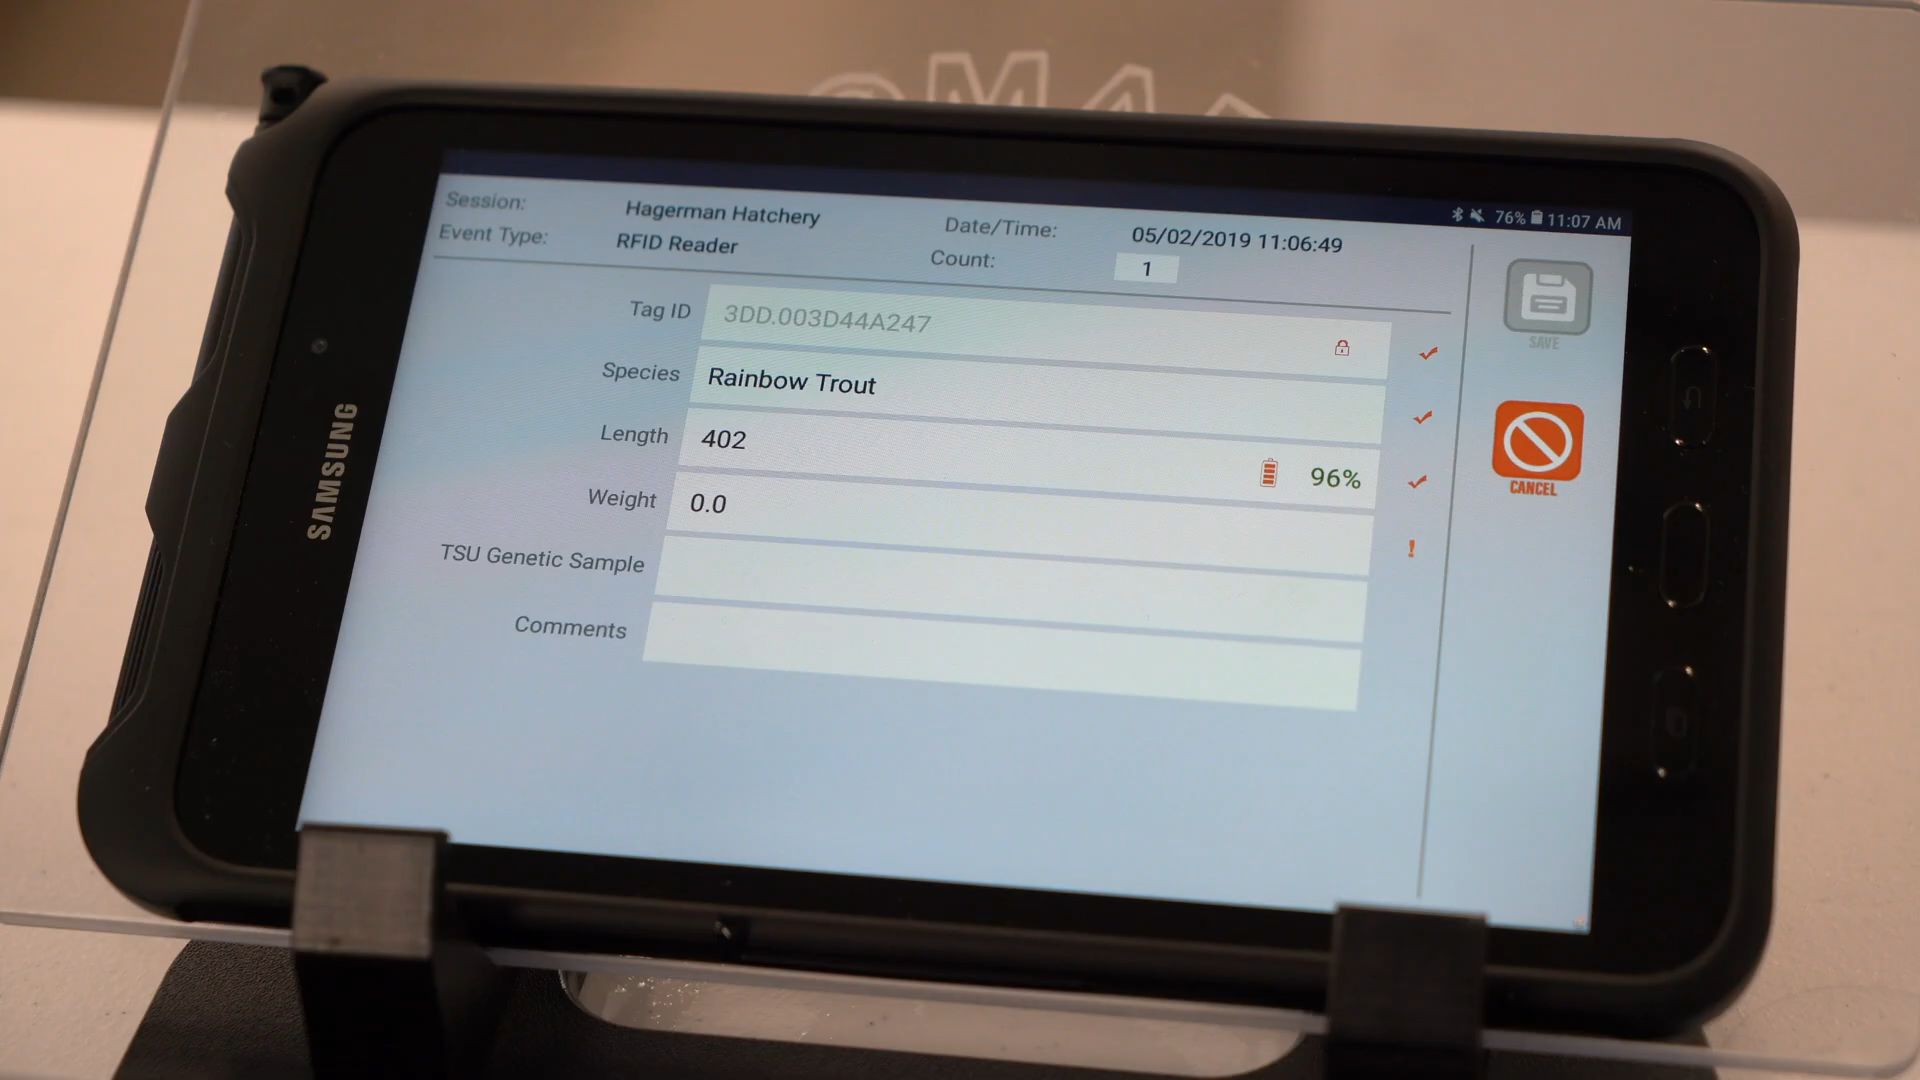 76% 11:07 AM
Session: Hagerman Hatchery Date/Time: 05/02/2019 11:06:49
Event Type: RFID Reader Count: 1
SAVE
Tag ID 3DD.003D44A247
Species Rainbow Trout
Length 402 96%
CANCEL
Weight 0.0 !
TSU Genetic Sample
Comments
SAMSUNG